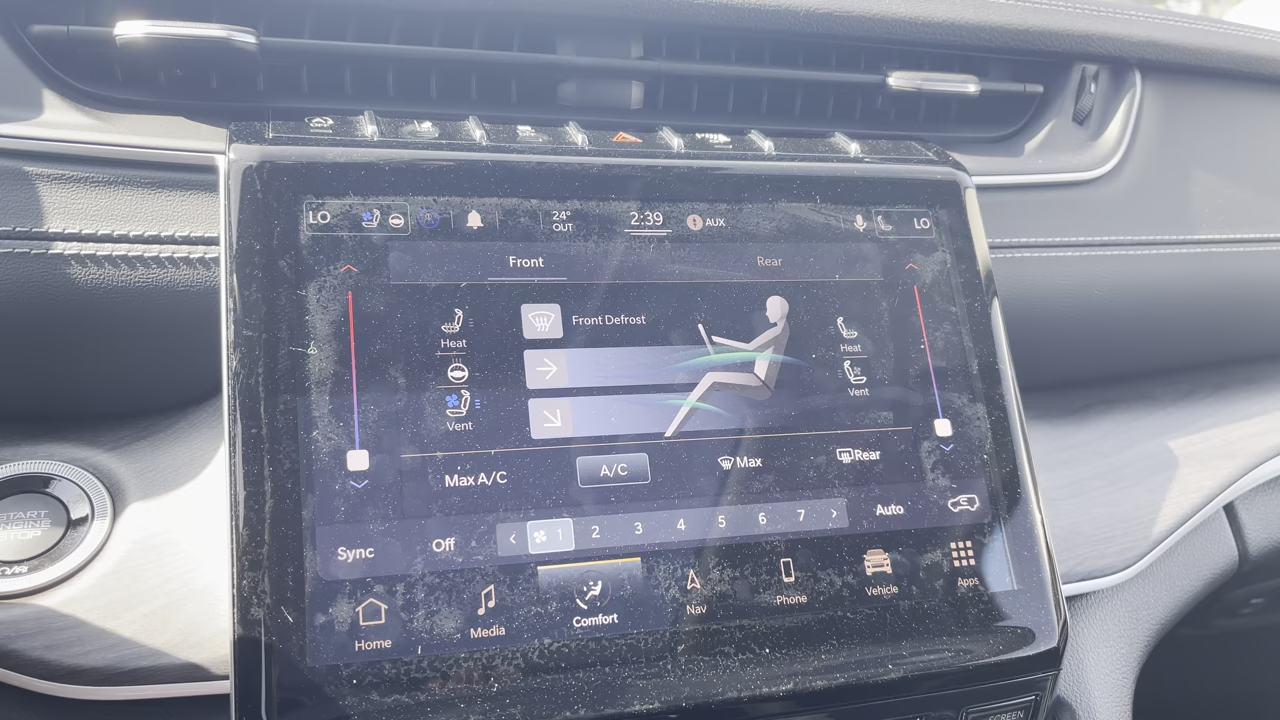 OFF
LO
24°
OUT
2:39
AUX
LO
Front
Rear
Heat
Front Defrost
Heat
Vent
Vent
Max A/C
A/C
Max
Rear
Sync
Off
1
2
3
4
5
6
7
Auto
Home
Media
Comfort
Nav
Phone
Vehicle
Apps
START
ENGINE
STOP
SCREEN